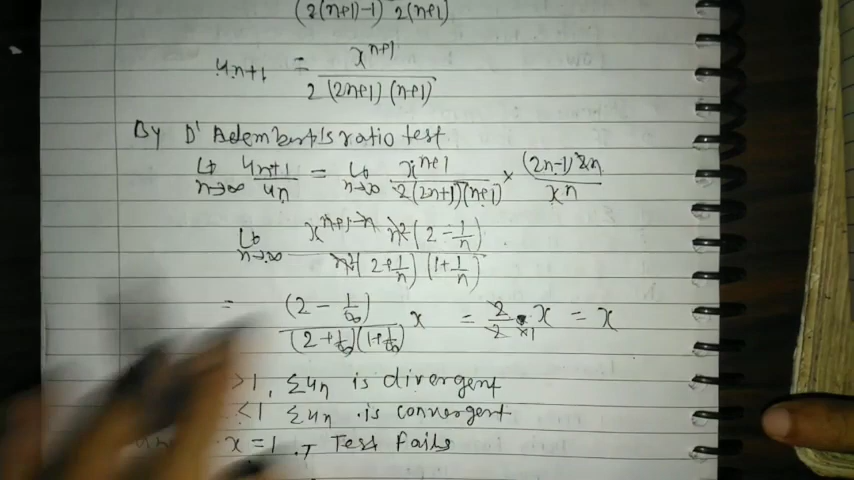 (2(n+1)-1) 2(n+1)
un+1 = x^n+1 / 2(2n+1)(n+1)
By D' Adembert's ratio test
Lt n→∞ un+1/un = Lt n→∞ x^n+1 / 2(2n+1)(n+1) × (2n-1)2n / x^n
Lt n→∞ x^n+1-n n²(2-1/n) / n²(2+1/n)(1+1/n)
= (2-1/∞) / (2+1/∞)(1+1/∞) x = 2/2×1 . x = x
>1, Σun is divergent
<1 Σun .is convergent
x=1 ., Test fails